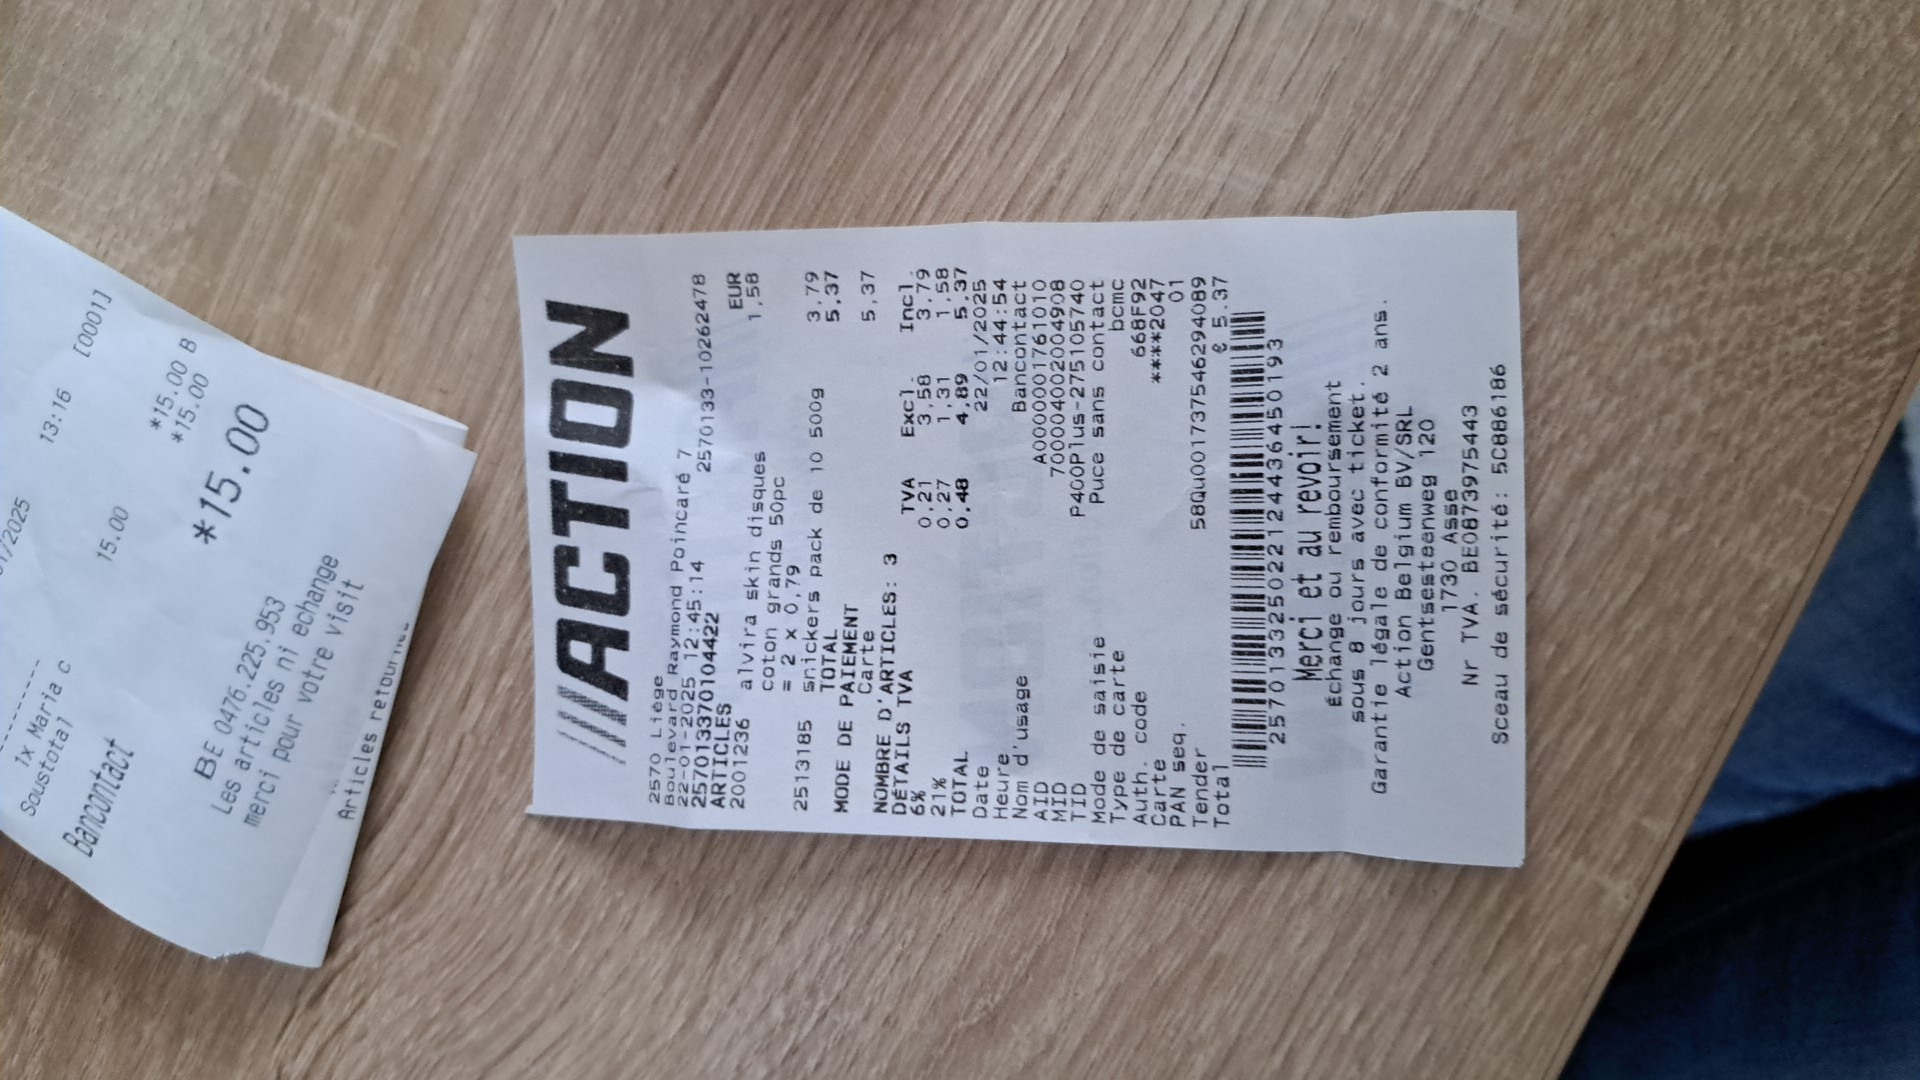 1/2025
13:16 [0001]
1x Maria c 15.00 *15.00 B
Soustotal *15.00
Bancontact *15.00
BE 0476.225.953
Les articles ni echange
merci pour votre visit
Articles
///ACTION
2570 Liège
Boulevard Raymond Poincaré 7
22-01-2025 12:45:14 2570133-10262478
257013370104422
ARTICLES EUR
2001236 alvira skin disques 1,58
coton grands 50pc
= 2 x 0,79
2513185 snickers pack de 10 500g 3,79
TOTAL 5,37
MODE DE PAIEMENT
Carte 5,37
NOMBRE D'ARTICLES: 3
DÉTAILS TVA TVA Excl. Incl.
6% 0,21 3,58 3,79
21% 0,27 1,31 1,58
TOTAL 0,48 4,89 5,37
Date 22/01/2025
Heure 12:44:54
Nom d'usage Bancontact
AID A0000001761010
MID 7000402004908
TID P400Plus-275105740
Mode de saisie Puce sans contact
Type de carte bcmc
Auth. code 668F92
Carte ****2047
PAN seq. 01
Tender 58QU001737546294089
Total € 5.37
257013325022124436450193
Merci et au revoir!
Échange ou remboursement
sous 8 jours avec ticket.
Garantie légale de conformité 2 ans.
Action Belgium BV/SRL
Gentsesteenweg 120
1730 Asse
Nr TVA. BE0873975443
Sceau de sécurité: 5C886186